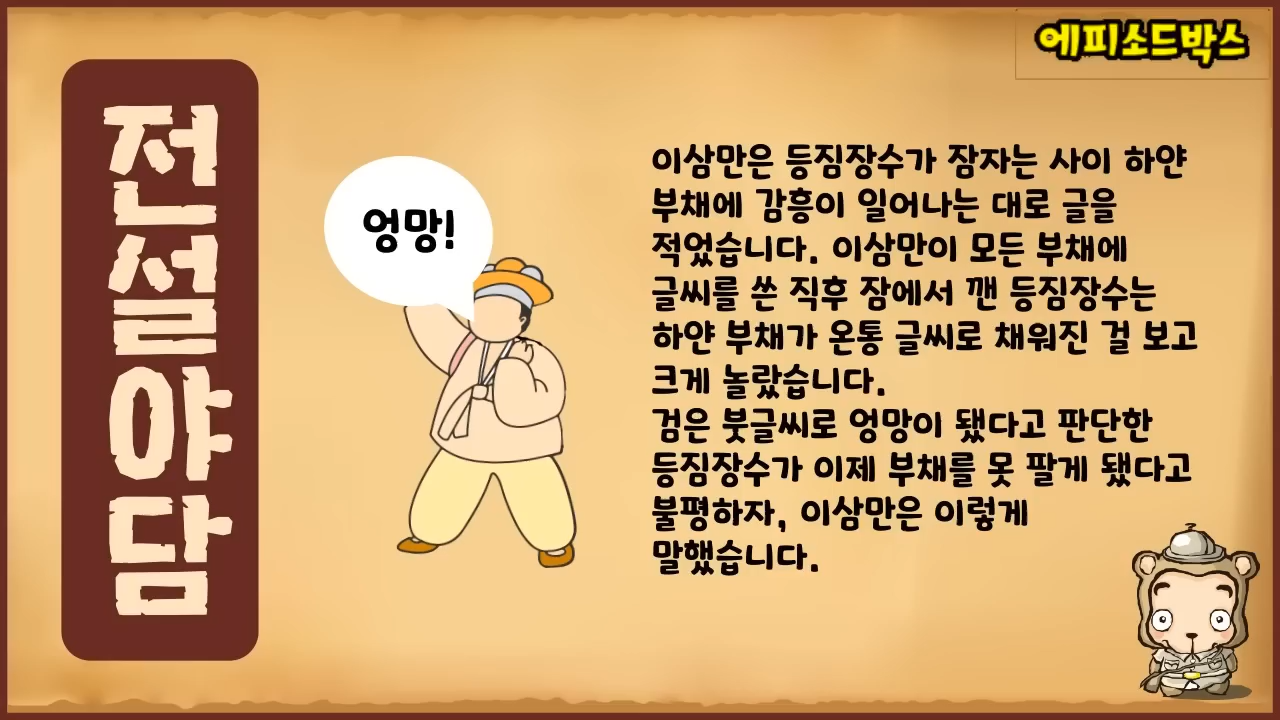 에피소드박스
전설야담
엉망!
이삼만은 등짐장수가 잠자는 사이 하얀
부채에 감흥이 일어나는 대로 글을
적었습니다. 이삼만이 모든 부채에
글씨를 쓴 직후 잠에서 깬 등짐장수는
하얀 부채가 온통 글씨로 채워진 걸 보고
크게 놀랐습니다.
검은 붓글씨로 엉망이 됐다고 판단한
등짐장수가 이제 부채를 못 팔게 됐다고
불평하자, 이삼만은 이렇게
말했습니다.